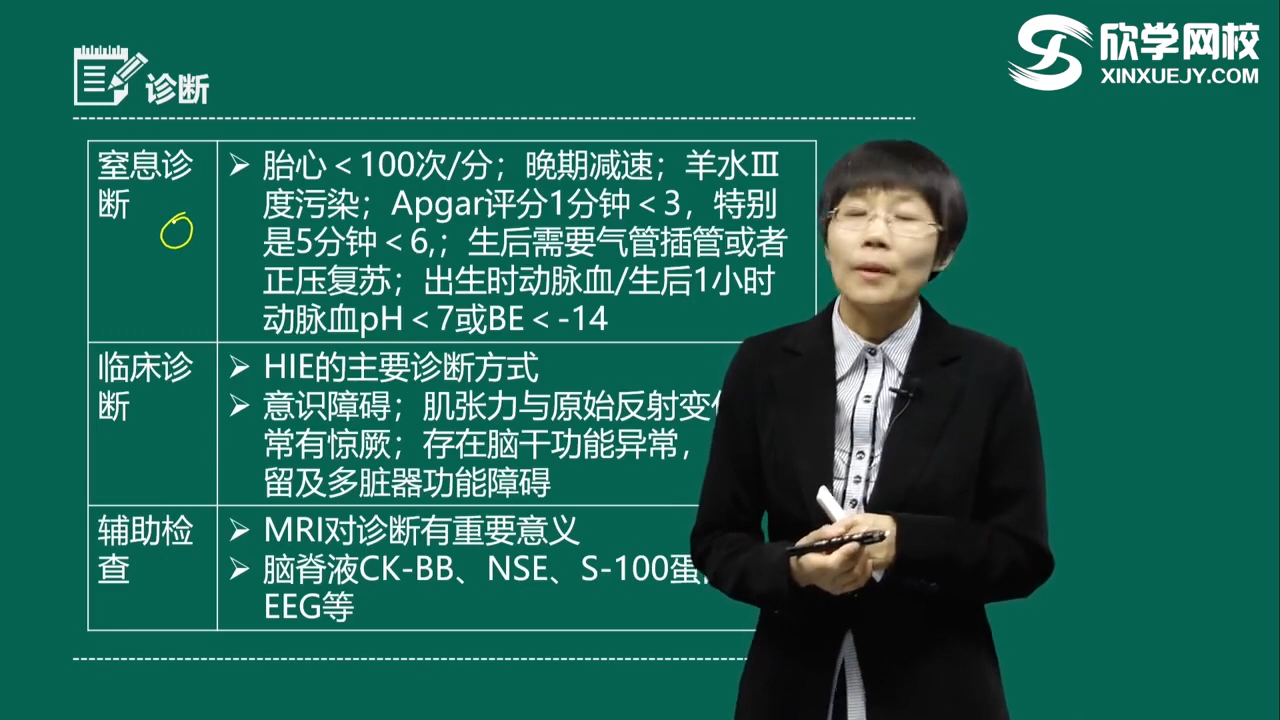 诊断
欣学网校
XINXUEJY.COM
窒息诊
断
➢ 胎心＜100次/分；晚期减速；羊水Ⅲ
度污染；Apgar评分1分钟＜3，特别
是5分钟＜6,；生后需要气管插管或者
正压复苏；出生时动脉血/生后1小时
动脉血pH＜7或BE＜-14
临床诊
断
➢ HIE的主要诊断方式
➢ 意识障碍；肌张力与原始反射变
常有惊厥；存在脑干功能异常，
留及多脏器功能障碍
辅助检
查
➢ MRI对诊断有重要意义
➢ 脑脊液CK-BB、NSE、S-100蛋
EEG等